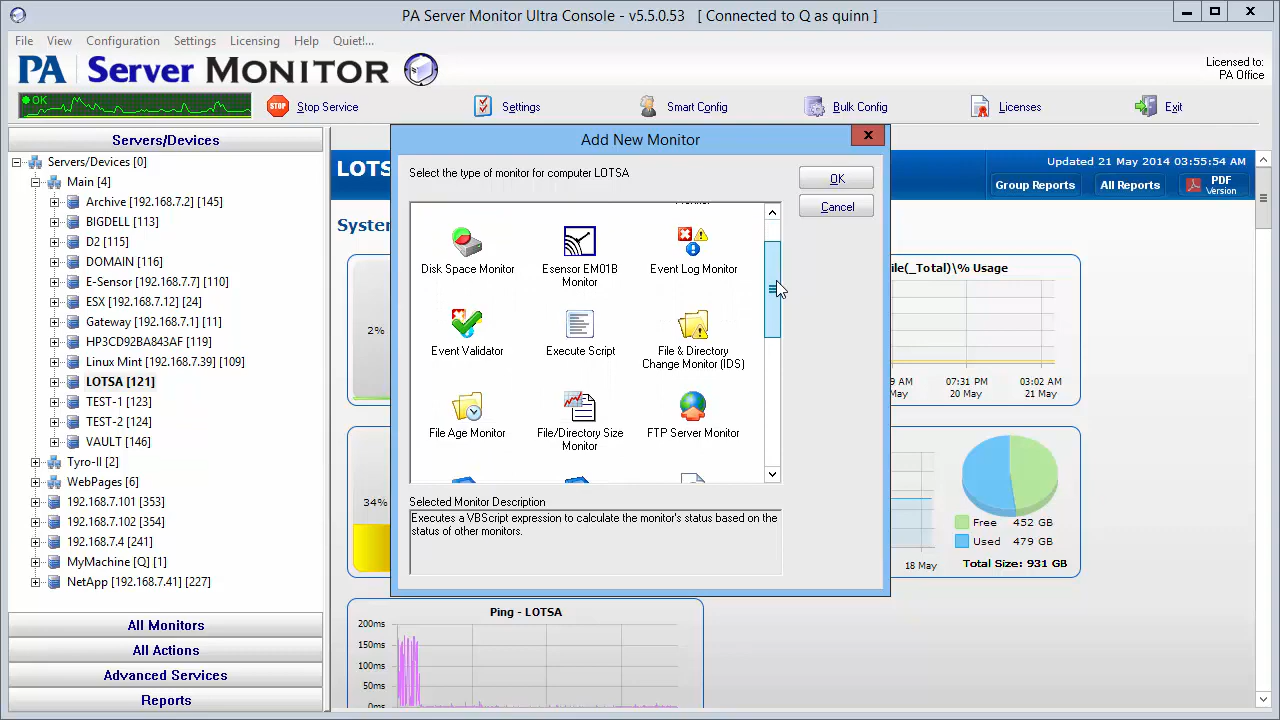 PA Server Monitor Ultra Console - v5.5.0.53   [ Connected to Q as quinn ]
File View Configuration Settings Licensing Help Quiet!...
PA Server MONITOR
Licensed to:
PA Office
OK
STOP Stop Service
Settings
Smart Config
Bulk Config
Licenses
Exit
Servers/Devices
Servers/Devices [0]
Main [4]
Archive [192.168.7.2] [145]
BIGDELL [113]
D2 [115]
DOMAIN [116]
E-Sensor [192.168.7.7] [110]
ESX [192.168.7.12] [24]
Gateway [192.168.7.1] [11]
HP3CD92BA843AF [119]
Linux Mint [192.168.7.39] [109]
LOTSA [121]
TEST-1 [123]
TEST-2 [124]
VAULT [146]
Tyro-II [2]
WebPages [6]
192.168.7.101 [353]
192.168.7.102 [354]
192.168.7.4 [241]
MyMachine [Q] [1]
NetApp [192.168.7.41] [227]
All Monitors
All Actions
Advanced Services
Reports
LOTS
Updated 21 May 2014 03:55:54 AM
Group Reports
All Reports
PDF
Version
Syste
2%
ile(_Total)\% Usage
9 AM
May
07:31 PM
20 May
03:02 AM
21 May
34%
18 May
Free 452 GB
Used 479 GB
Total Size: 931 GB
Ping - LOTSA
200ms
150ms
100ms
50ms
Add New Monitor
Select the type of monitor for computer LOTSA
OK
Cancel
Disk Space Monitor
Esensor EM01B
Monitor
Event Log Monitor
Event Validator
Execute Script
File & Directory
Change Monitor (IDS)
File Age Monitor
File/Directory Size
Monitor
FTP Server Monitor
Selected Monitor Description
Executes a VBScript expression to calculate the monitor's status based on the
status of other monitors.